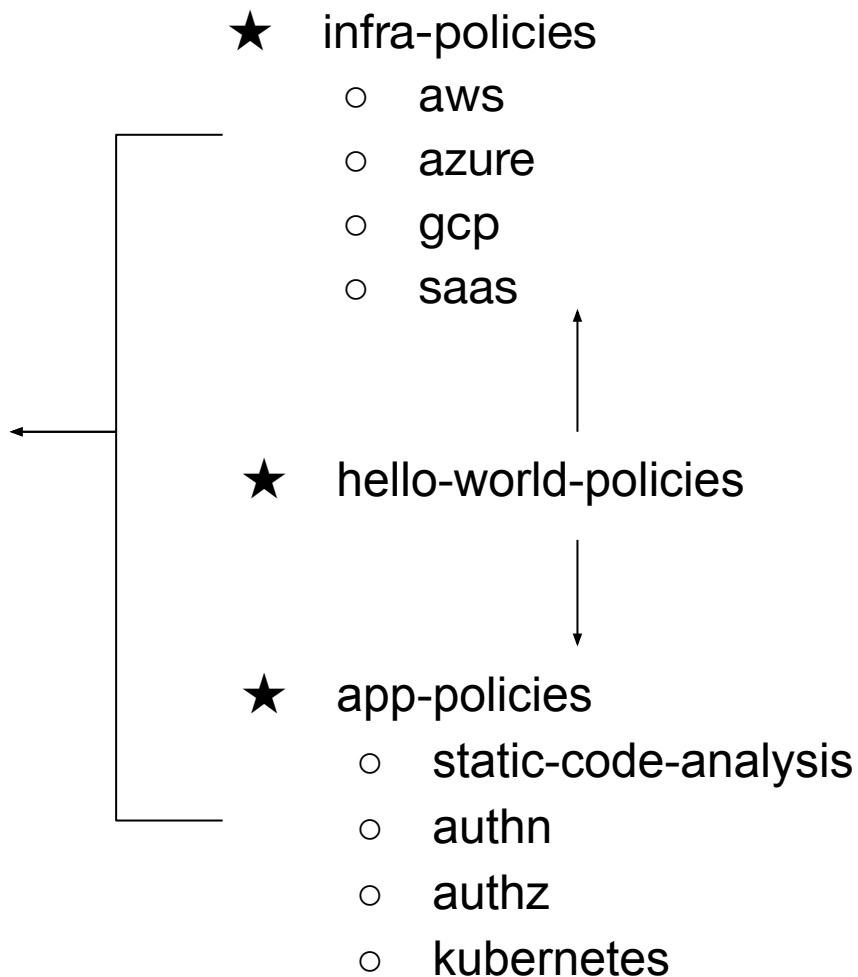 ★ infra-policies
○ aws
○ azure
○ gcp
○ saas
★ hello-world-policies
★ app-policies
○ static-code-analysis
○ authn
○ authz
○ kubernetes